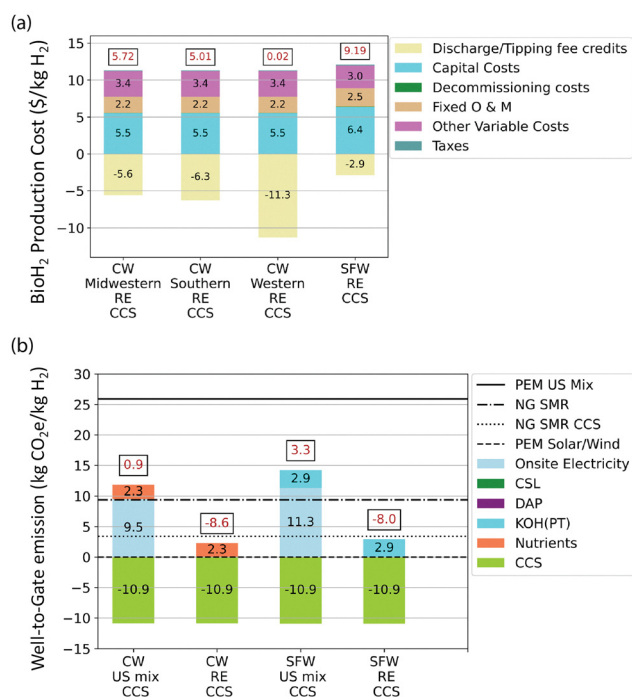 (a)
BioH2 Production Cost ($/kg H2)
15
10
5
0
−5
−10
5.72
5.01
0.02
9.19
3.4
3.4
3.4
3.0
2.2
2.2
2.2
2.5
5.5
5.5
5.5
6.4
-5.6
-6.3
-11.3
-2.9
CW
Midwestern
RE
CCS
CW
Southern
RE
CCS
CW
Western
RE
CCS
SFW
RE
CCS
Discharge/Tipping fee credits
Capital Costs
Decommissioning costs
Fixed O & M
Other Variable Costs
Taxes
(b)
Well-to-Gate emission (kg CO2e/kg H2)
30
25
20
15
10
5
0
−5
−10
−15
0.9
-8.6
3.3
-8.0
2.3
9.5
-10.9
2.3
-10.9
2.9
11.3
-10.9
2.9
-10.9
CW
US mix
CCS
CW
RE
CCS
SFW
US mix
CCS
SFW
RE
CCS
PEM US Mix
NG SMR
NG SMR CCS
PEM Solar/Wind
Onsite Electricity
CSL
DAP
KOH(PT)
Nutrients
CCS